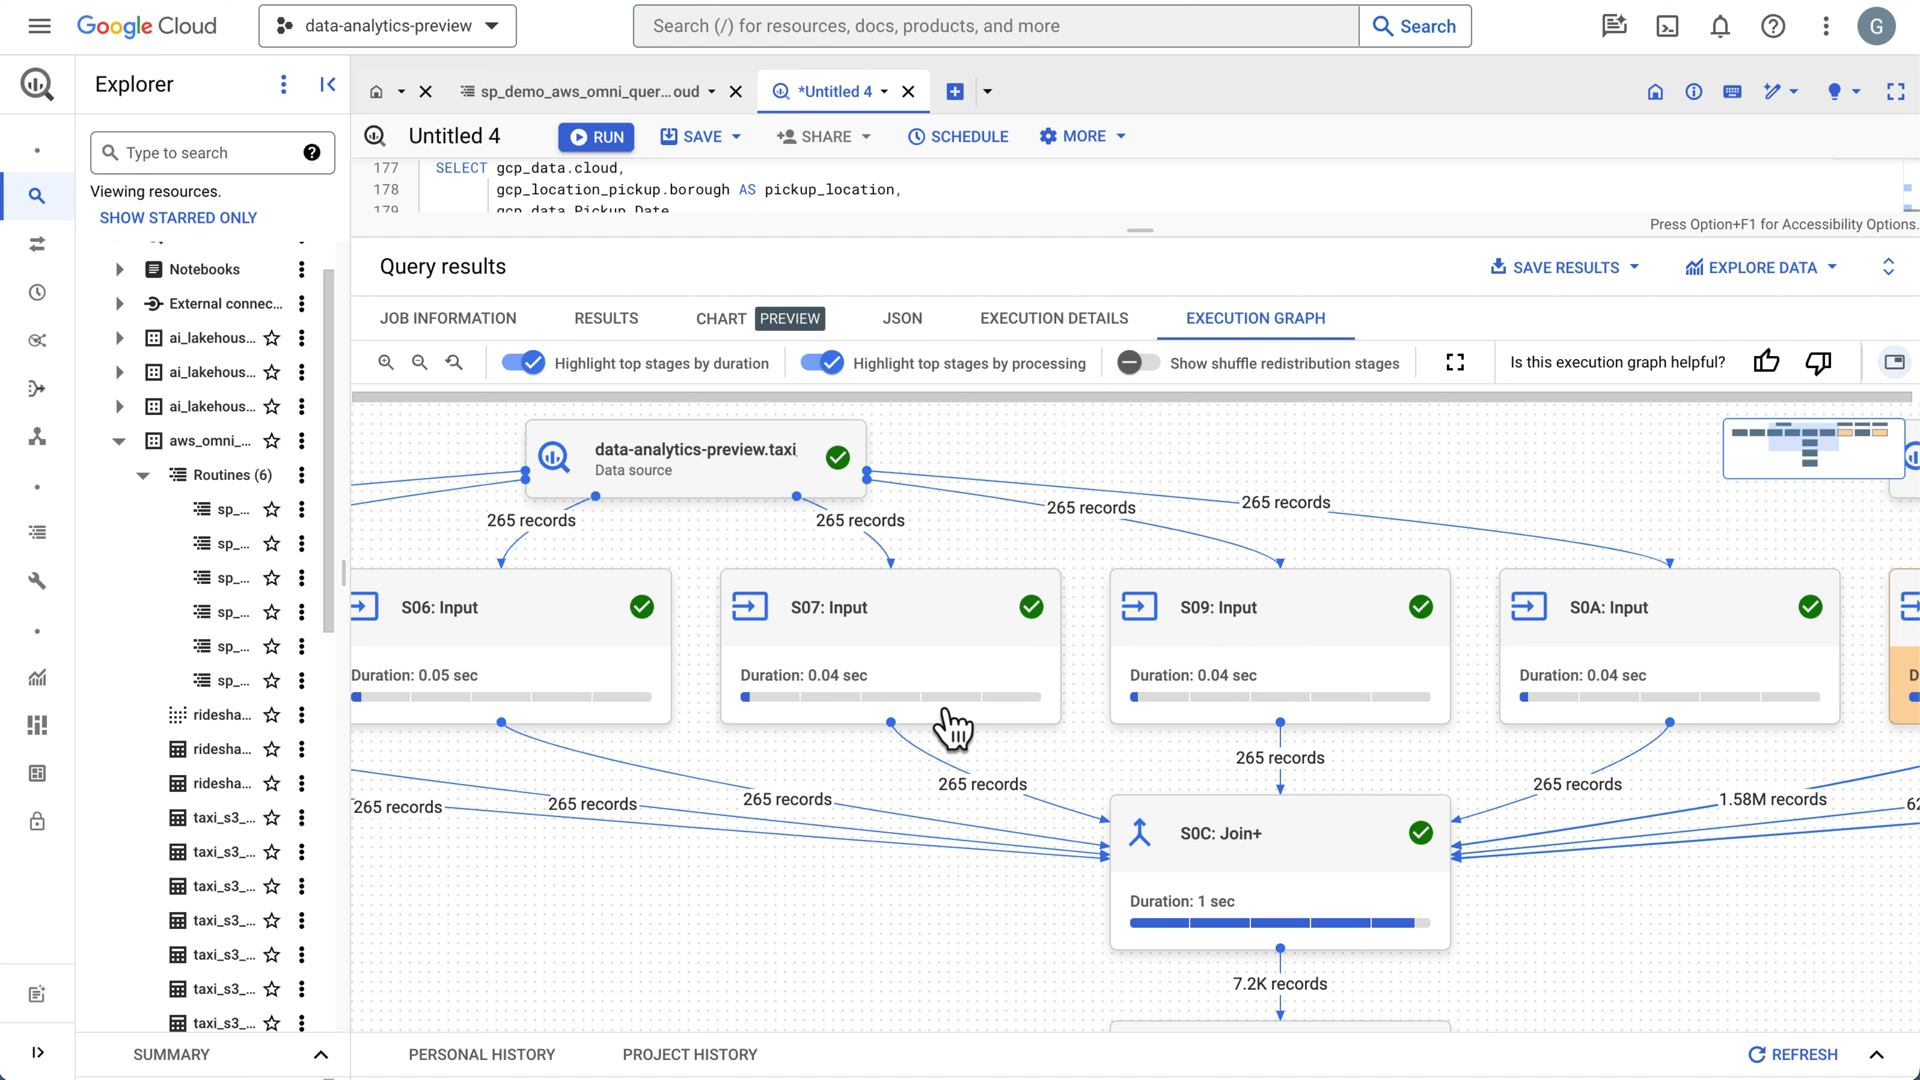 Google Cloud
data-analytics-preview
Search (/) for resources, docs, products, and more
Search
G
Explorer
sp_demo_aws_omni_quer...oud
*Untitled 4
Untitled 4
RUN
SAVE
SHARE
SCHEDULE
MORE
Type to search
Viewing resources.
SHOW STARRED ONLY
177 SELECT gcp_data.cloud,
178 gcp_location_pickup.borough AS pickup_location,
179 gcp_data.Pickup_Date
Press Option+F1 for Accessibility Options.
Notebooks
External connec...
ai_lakehous...
ai_lakehous...
ai_lakehous...
aws_omni_...
Routines (6)
sp_...
sp_...
sp_...
sp_...
sp_...
sp_...
ridesha...
ridesha...
ridesha...
taxi_s3_...
taxi_s3_...
taxi_s3_...
taxi_s3_...
taxi_s3_...
taxi_s3_...
taxi_s3_...
SUMMARY
Query results
SAVE RESULTS
EXPLORE DATA
JOB INFORMATION
RESULTS
CHART PREVIEW
JSON
EXECUTION DETAILS
EXECUTION GRAPH
Highlight top stages by duration
Highlight top stages by processing
Show shuffle redistribution stages
Is this execution graph helpful?
data-analytics-preview.taxi
Data source
265 records
265 records
265 records
265 records
S06: Input
Duration: 0.05 sec
S07: Input
Duration: 0.04 sec
S09: Input
Duration: 0.04 sec
S0A: Input
Duration: 0.04 sec
D
265 records
265 records
265 records
265 records
265 records
265 records
1.58M records
62
S0C: Join+
Duration: 1 sec
7.2K records
PERSONAL HISTORY
PROJECT HISTORY
REFRESH